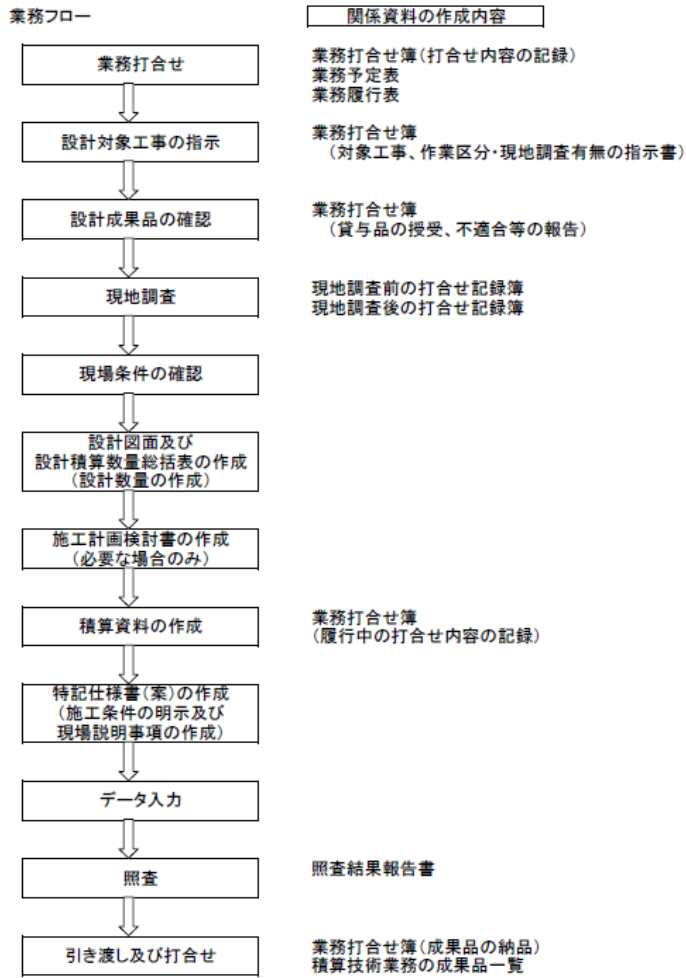 業務フロー
関係資料の作成内容
業務打合せ
業務打合せ簿(打合せ内容の記録)
業務予定表
業務履行表
設計対象工事の指示
業務打合せ簿
(対象工事、作業区分・現地調査有無の指示書)
設計成果品の確認
業務打合せ簿
(貸与品の授受、不適合等の報告)
現地調査
現地調査前の打合せ記録簿
現地調査後の打合せ記録簿
現場条件の確認
設計図面及び
設計積算数量総括表の作成
(設計数量の作成)
施工計画検討書の作成
(必要な場合のみ)
積算資料の作成
業務打合せ簿
(履行中の打合せ内容の記録)
特記仕様書(案)の作成
(施工条件の明示及び
現場説明事項の作成)
データ入力
照査
照査結果報告書
引き渡し及び打合せ
業務打合せ簿(成果品の納品)
積算技術業務の成果品一覧